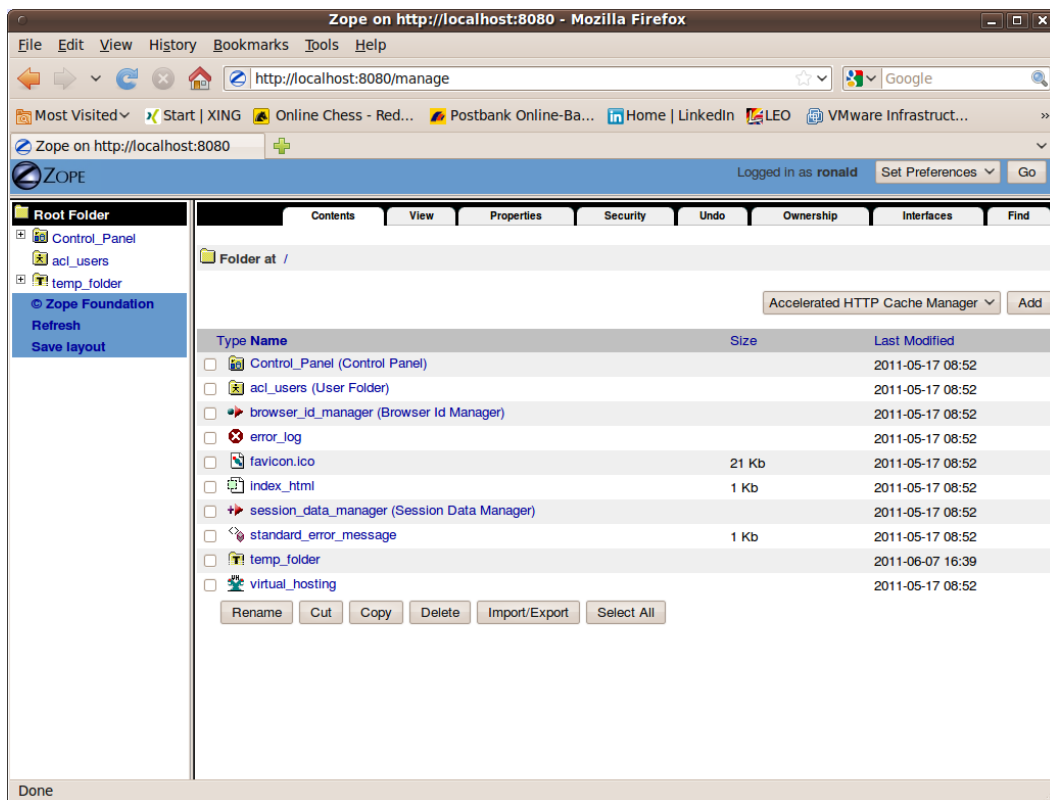 Zope on http://localhost:8080 - Mozilla Firefox
File Edit View History Bookmarks Tools Help
http://localhost:8080/manage Google
Most Visited Start | XING Online Chess - Red... Postbank Online-Ba... Home | LinkedIn LEO VMware Infrastruct... »
Zope on http://localhost:8080
ZOPE Logged in as ronald Set Preferences Go
Root Folder
Control_Panel
acl_users
temp_folder
© Zope Foundation
Refresh
Save layout
Contents View Properties Security Undo Ownership Interfaces Find
Folder at /
Accelerated HTTP Cache Manager Add
Type Name Size Last Modified
Control_Panel (Control Panel) 2011-05-17 08:52
acl_users (User Folder) 2011-05-17 08:52
browser_id_manager (Browser Id Manager) 2011-05-17 08:52
error_log 2011-05-17 08:52
favicon.ico 21 Kb 2011-05-17 08:52
index_html 1 Kb 2011-05-17 08:52
session_data_manager (Session Data Manager) 2011-05-17 08:52
standard_error_message 1 Kb 2011-05-17 08:52
temp_folder 2011-06-07 16:39
virtual_hosting 2011-05-17 08:52
Rename Cut Copy Delete Import/Export Select All
Done